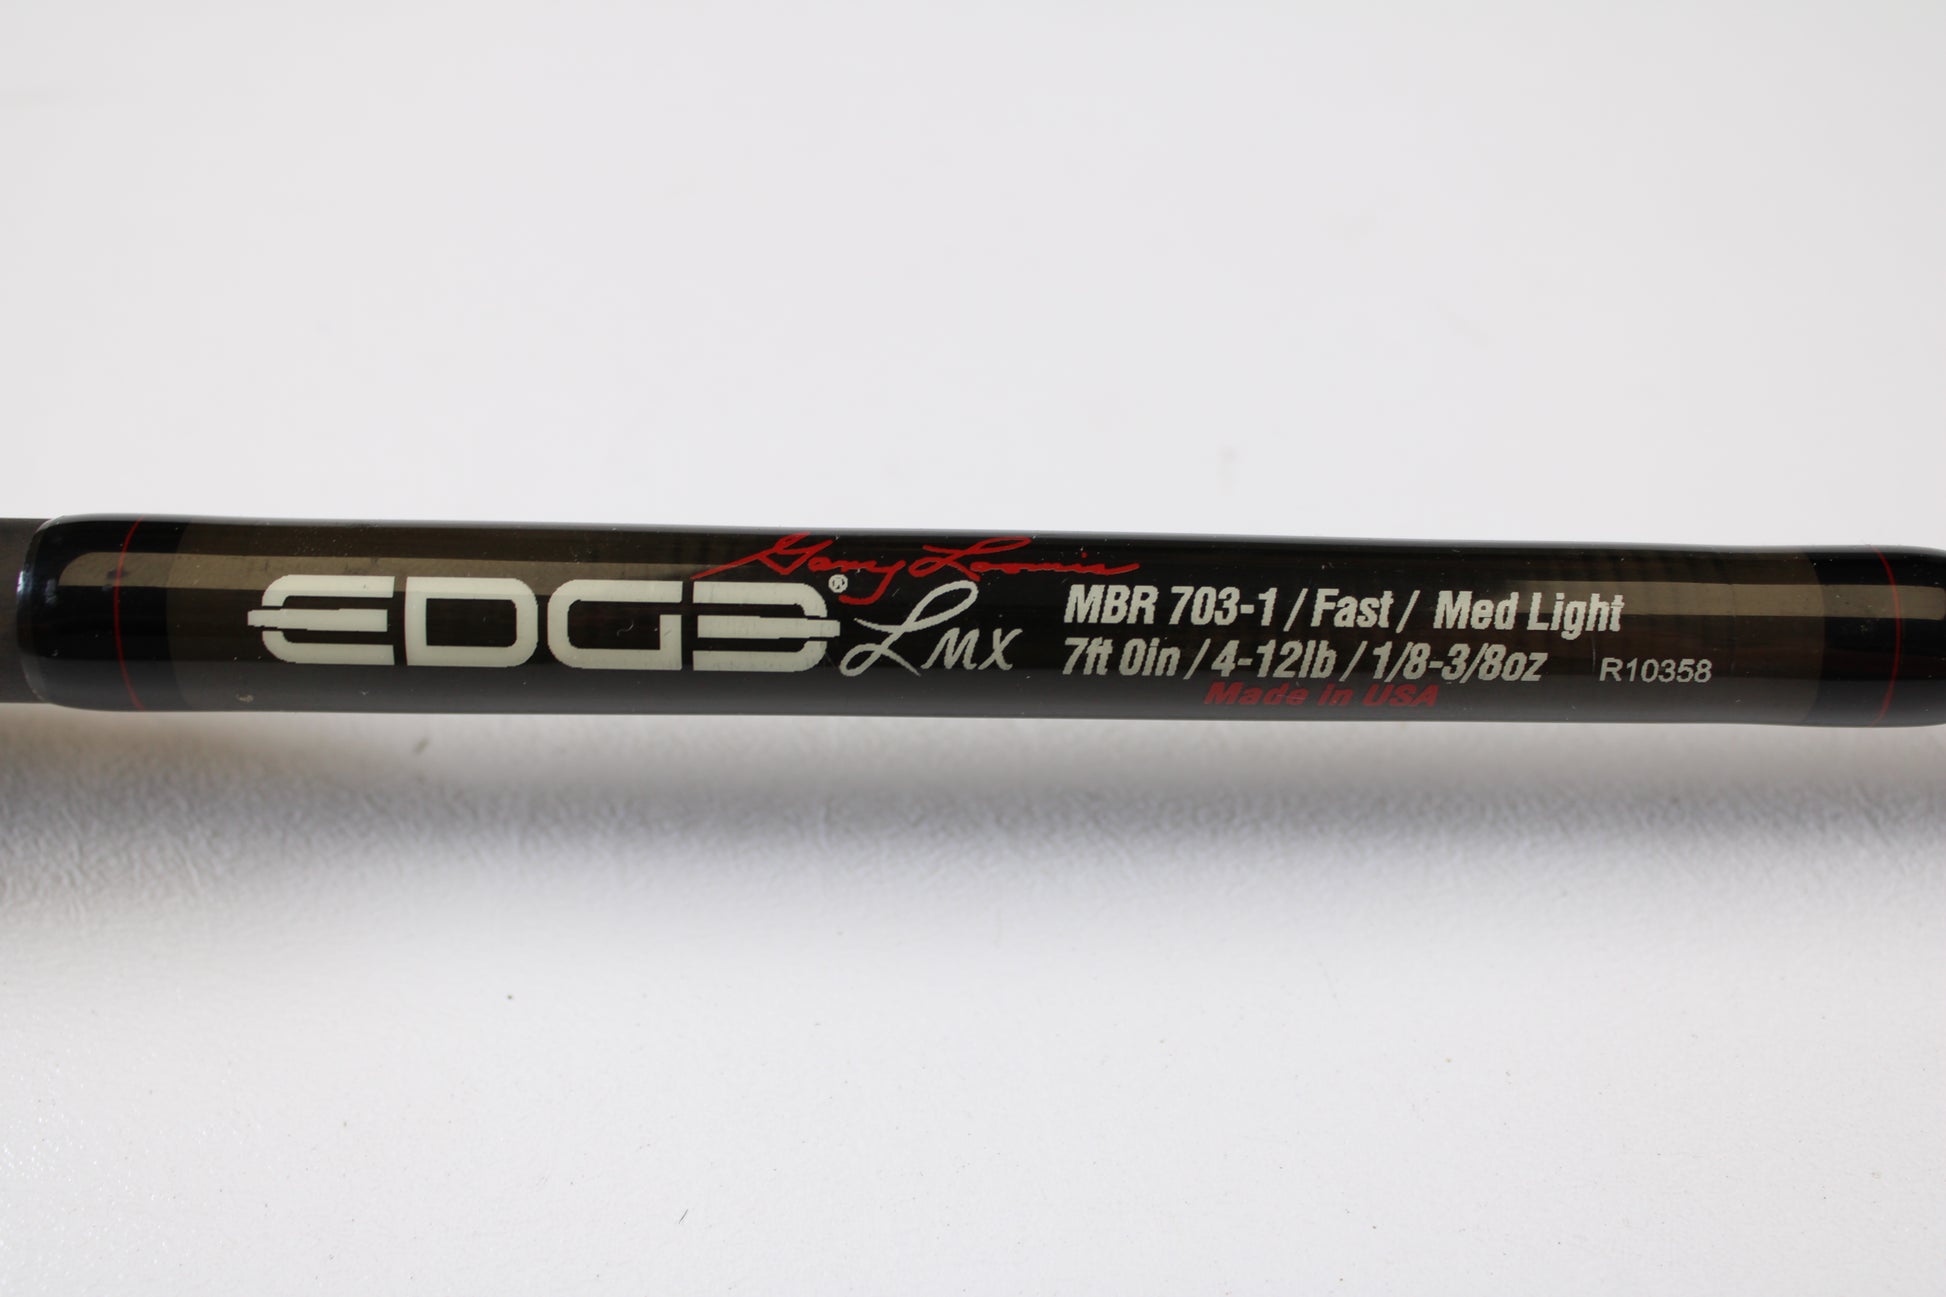 Gary Loomis
EDGE® LMX
MBR 703-1 / Fast / Med Light
7ft 0in / 4-12lb / 1/8-3/8oz R10358
Made in USA